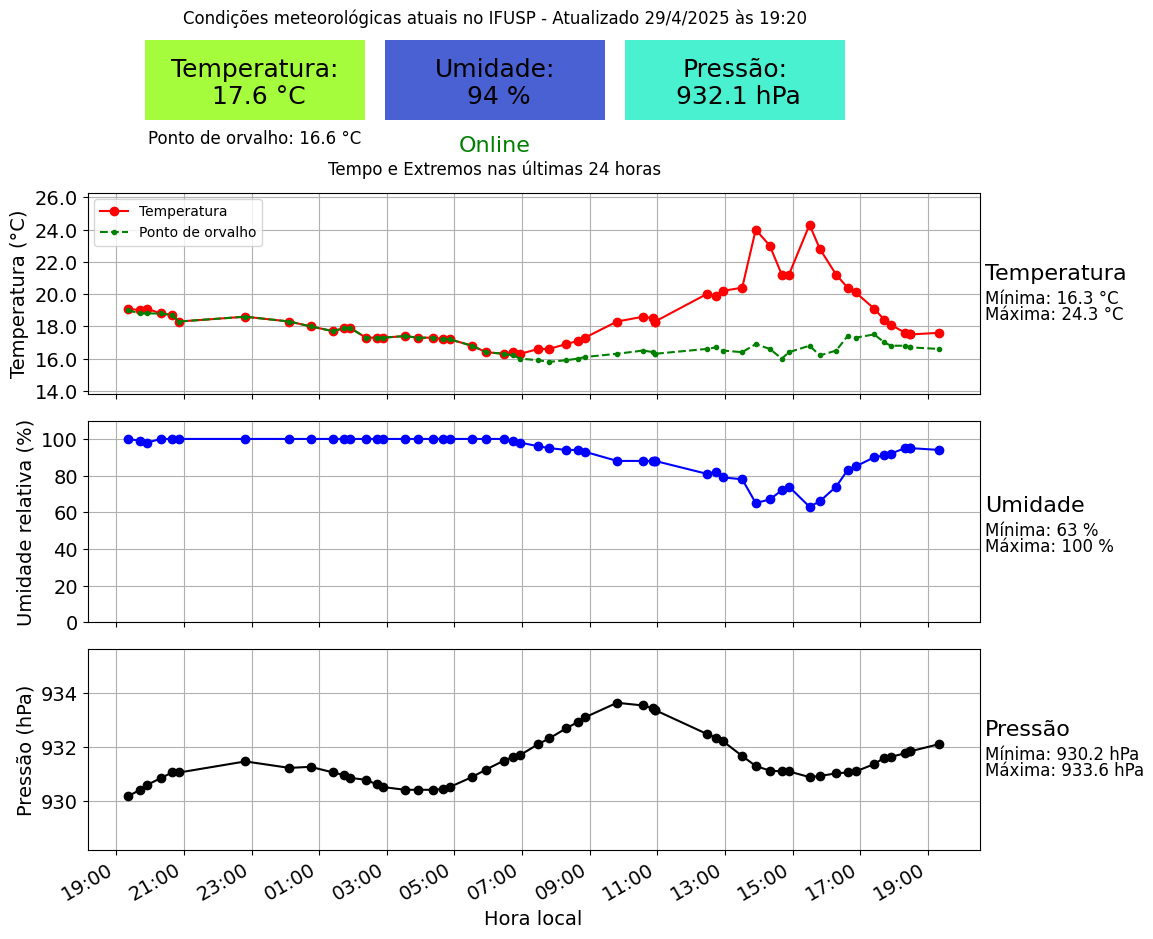 Condições meteorológicas atuais no IFUSP - Atualizado 29/4/2025 às 19:20
Temperatura:
17.6 °C
Umidade:
94 %
Pressão:
932.1 hPa
Ponto de orvalho: 16.6 °C
Online
Tempo e Extremos nas últimas 24 horas
Temperatura (°C)
26.0
24.0
22.0
20.0
18.0
16.0
14.0
Temperatura
Ponto de orvalho
Temperatura
Mínima: 16.3 °C
Máxima: 24.3 °C
Umidade relativa (%)
100
80
60
40
20
0
Umidade
Mínima: 63 %
Máxima: 100 %
Pressão (hPa)
934
932
930
Pressão
Mínima: 930.2 hPa
Máxima: 933.6 hPa
19:00 21:00 23:00 01:00 03:00 05:00 07:00 09:00 11:00 13:00 15:00 17:00 19:00
Hora local